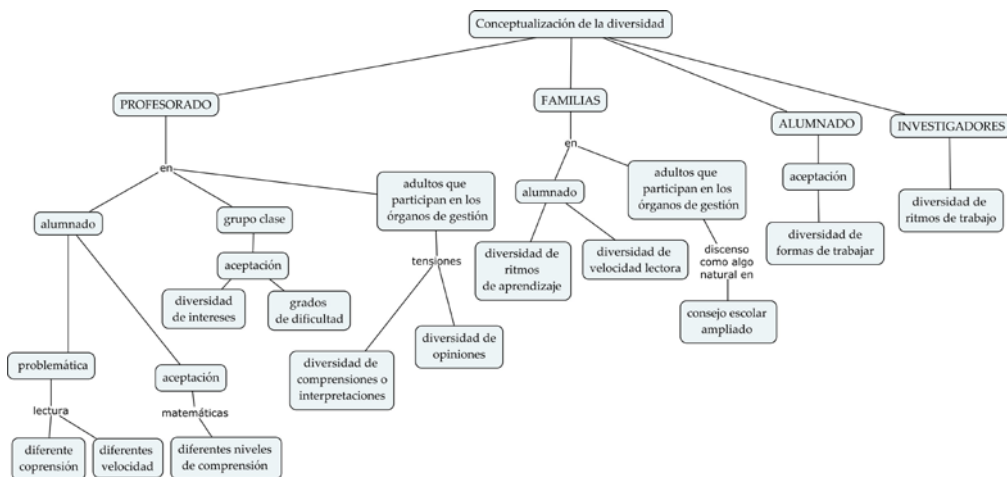 Conceptualización de la diversidad
PROFESORADO
FAMILIAS
ALUMNADO
INVESTIGADORES
en
en
alumnado
grupo clase
adultos que
participan en los
órganos de gestión
alumnado
adultos que
participan en los
órganos de gestión
aceptación
diversidad de
ritmos de trabajo
aceptación
tensiones
diversidad de
ritmos
de aprendizaje
diversidad de
velocidad lectora
discenso
como algo
natural en
diversidad de
formas de trabajar
diversidad
de intereses
grados
de dificultad
consejo escolar
ampliado
problemática
aceptación
diversidad de
comprensiones o
interpretaciones
diversidad de
opiniones
lectura
matemáticas
diferente
coprensión
diferentes
velocidad
diferentes niveles
de comprensión